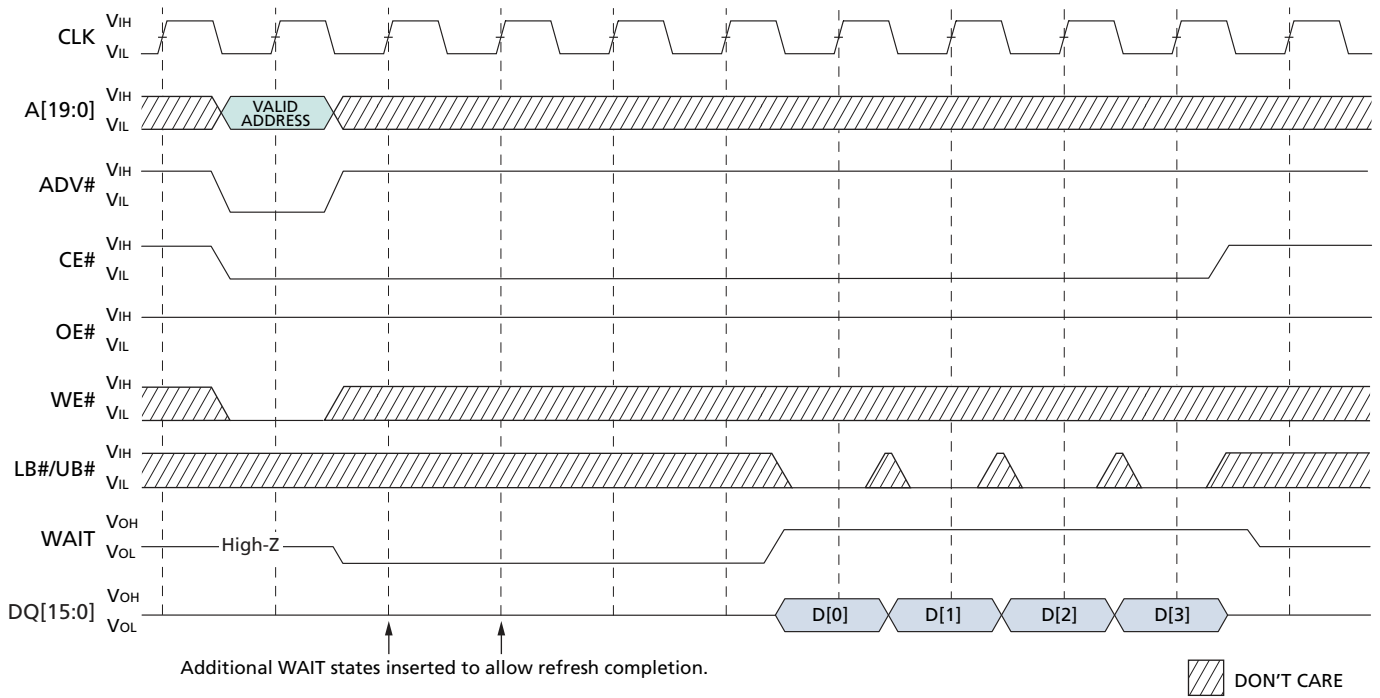 CLK VIH
VIL
A[19:0] VIH
VIL
VALID
ADDRESS
ADV# VIH
VIL
CE# VIH
VIL
OE# VIH
VIL
WE# VIH
VIL
LB#/UB# VIH
VIL
WAIT VOH
VOL
High-Z
DQ[15:0] VOH
VOL
D[0] D[1] D[2] D[3]
Additional WAIT states inserted to allow refresh completion.
DON'T CARE